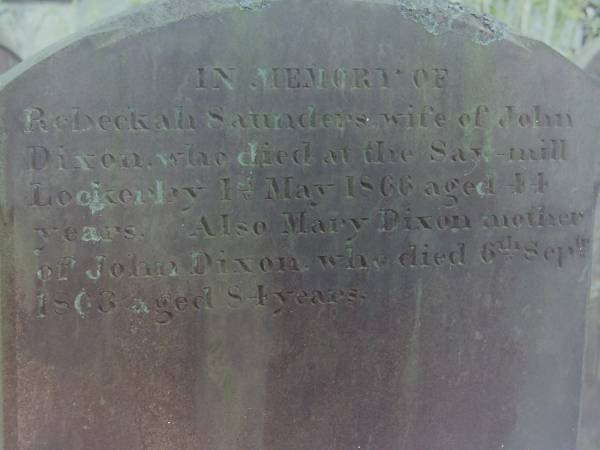 IN MEMORY OF
Rebeckah Saunders wife of John
Dixon, who died at the Saw-mill
Lockerby 1st May 1866 aged 44
years. Also Mary Dixon mother
of John Dixon, who died 6th Septr
1863 aged 84 years.